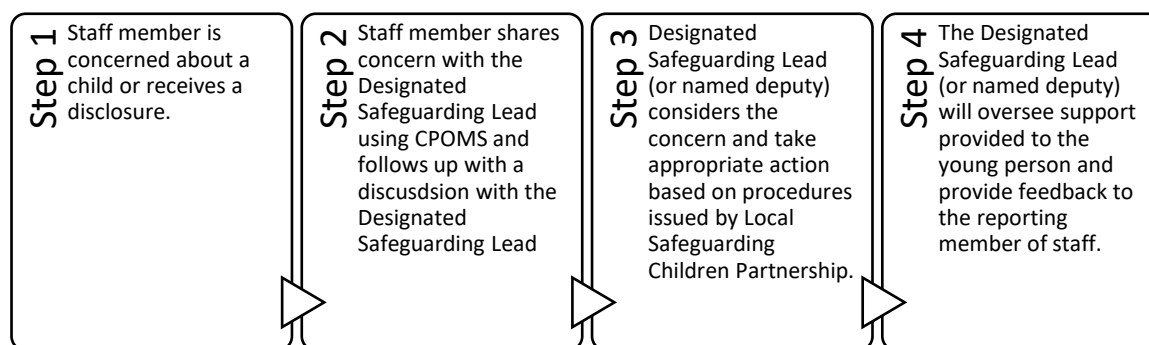 Step 1
Staff member is
concerned about a
child or receives a
disclosure.
Step 2
Staff member shares
concern with the
Designated
Safeguarding Lead
using CPOMS and
follows up with a
discusdsion with the
Designated
Safeguarding Lead
Step 3
Designated
Safeguarding Lead
(or named deputy)
considers the
concern and take
appropriate action
based on procedures
issued by Local
Safeguarding
Children Partnership.
Step 4
The Designated
Safeguarding Lead
(or named deputy)
will oversee support
provided to the
young person and
provide feedback to
the reporting
member of staff.